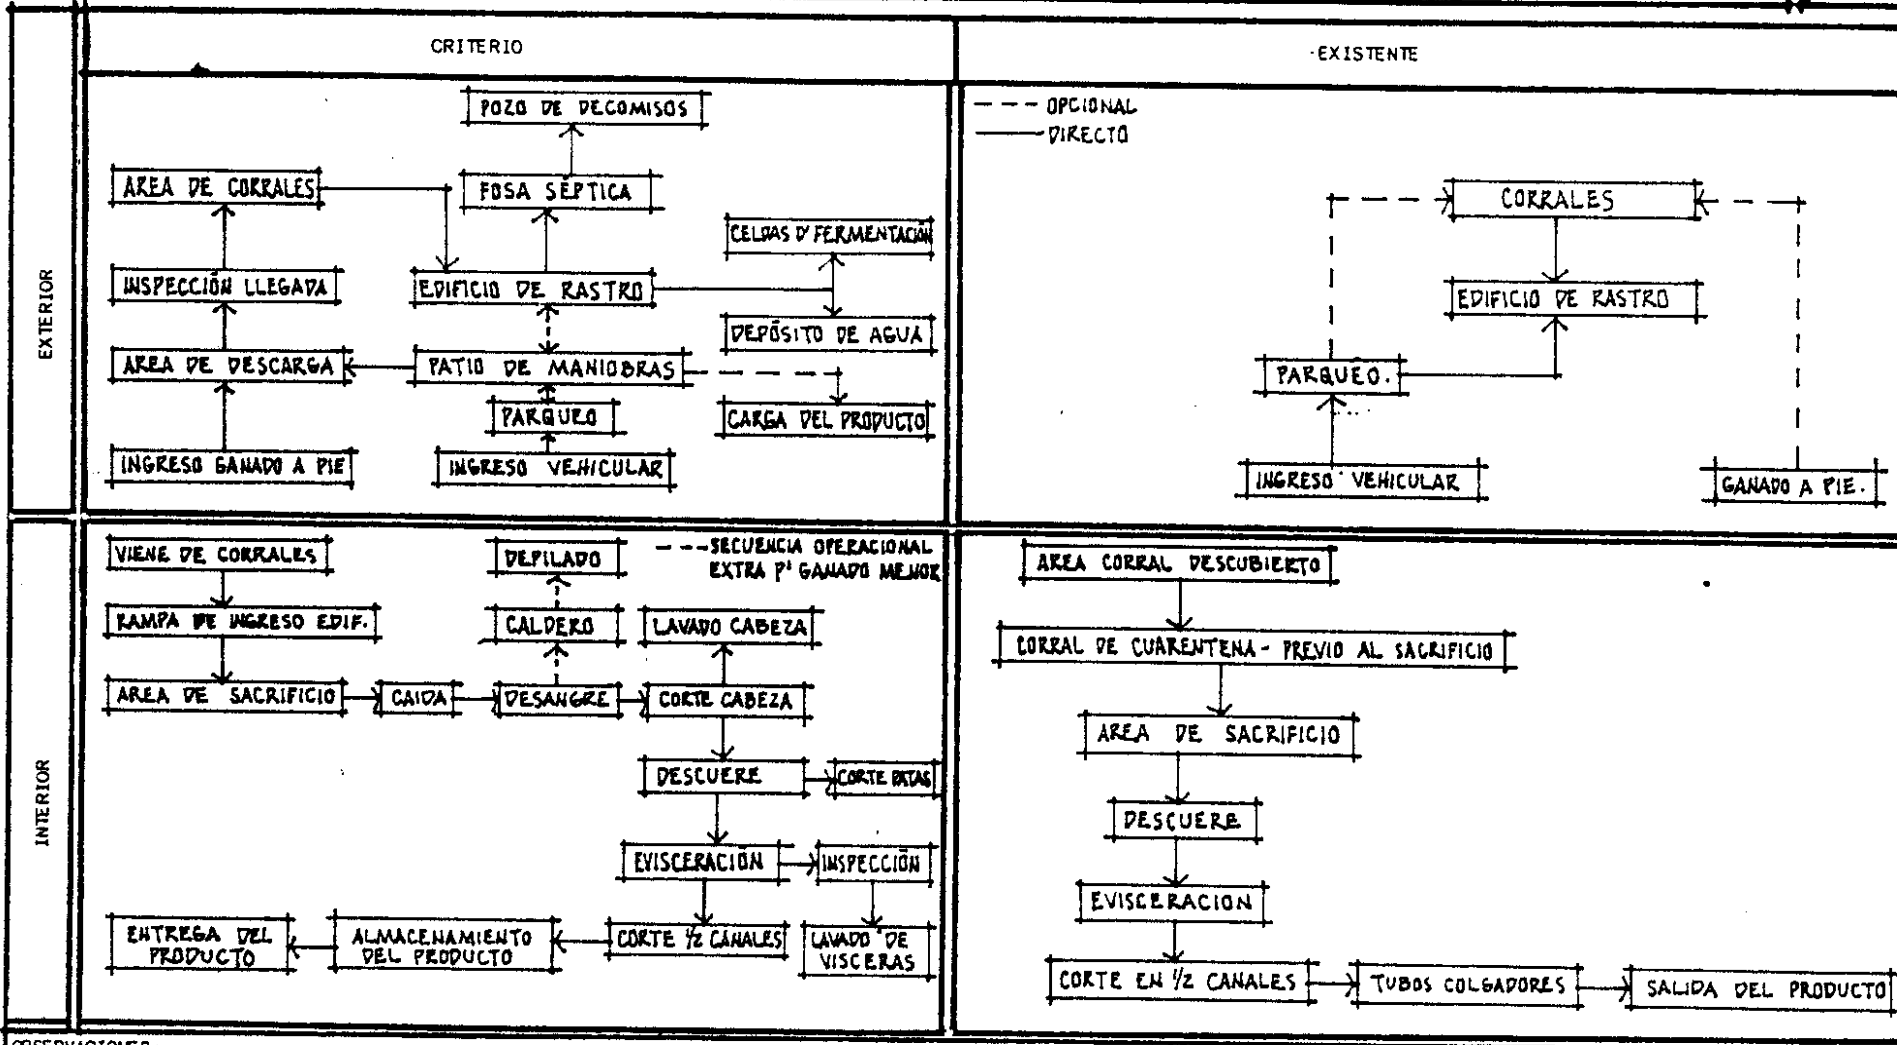 CRITERIO
EXISTENTE
EXTERIOR
POZO DE DECOMISOS
AREA DE CORRALES
FOSA SÉPTICA
CELDAS D' FERMENTACIÓN
INSPECCIÓN LLEGADA
EDIFICIO DE RASTRO
DEPÓSITO DE AGUA
AREA DE DESCARGA
PATIO DE MANIOBRAS
PARQUEO
CARGA DEL PRODUCTO
INGRESO GANADO A PIE
INGRESO VEHICULAR
--- OPCIONAL
DIRECTO
CORRALES
EDIFICIO DE RASTRO
PARQUEO.
INGRESO VEHICULAR
GANADO A PIE.
INTERIOR
VIENE DE CORRALES
DEPILADO
---SECUENCIA OPERACIONAL
EXTRA P' GANADO MENOR
RAMPA DE INGRESO EDIF.
CALDERO
LAVADO CABEZA
AREA DE SACRIFICIO
CAIDA
DESANGRE
CORTE CABEZA
DESCUERE
CORTE PATAS
EVISCERACIÓN
INSPECCIÓN
ENTREGA DEL
PRODUCTO
ALMACENAMIENTO
DEL PRODUCTO
CORTE 1/2 CANALES
LAVADO DE
VISCERAS
AREA CORRAL DESCUBIERTO
CORRAL DE CUARENTENA - PREVIO AL SACRIFICIO
AREA DE SACRIFICIO
DESCUERE
EVISCERACION
CORTE EN 1/2 CANALES
TUBOS COLGADORES
SALIDA DEL PRODUCTO